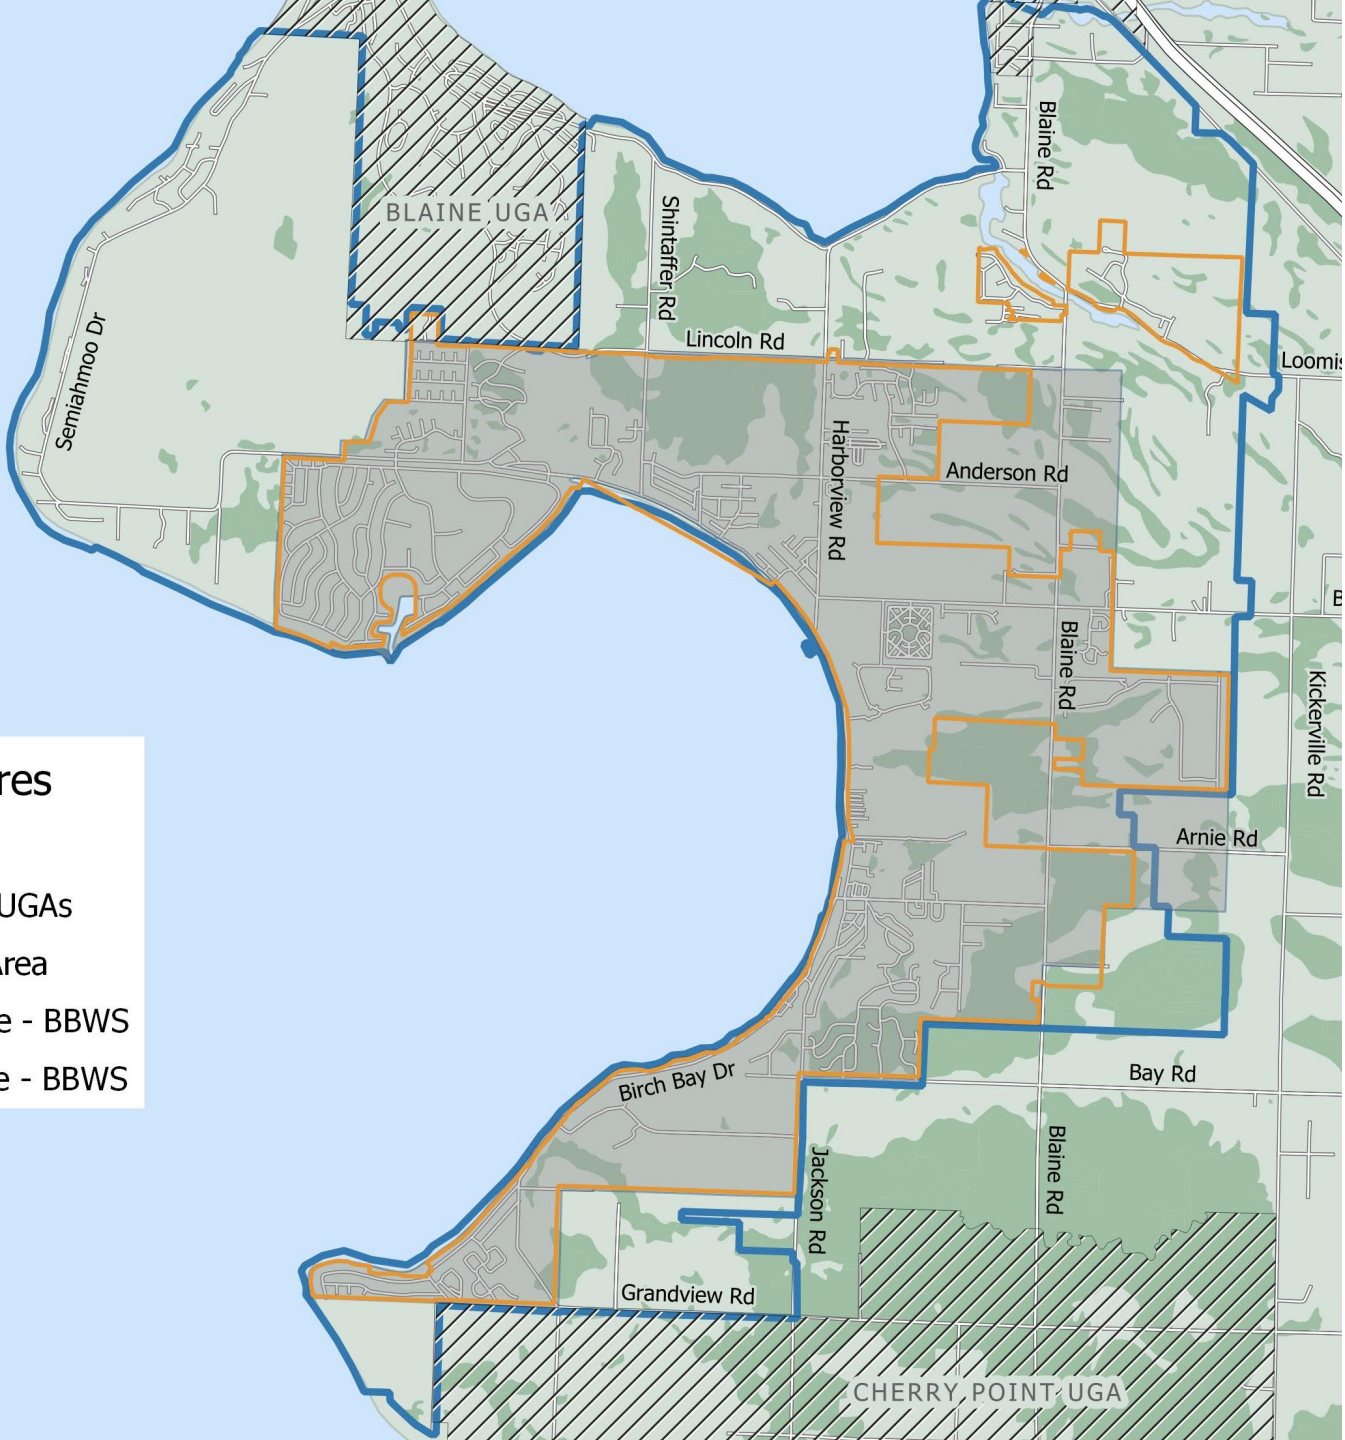 Blaine Rd
BLAINE UGA
Shintaffer Rd
Lincoln Rd
Semiahmoo Dr
Loomis
Harborview Rd
Anderson Rd
B
Blaine Rd
Kickerville Rd
res
Arnie Rd
UGAs
Area
e - BBWS
e - BBWS
Birch Bay Dr
Bay Rd
Blaine Rd
Jackson Rd
Grandview Rd
CHERRY POINT UGA